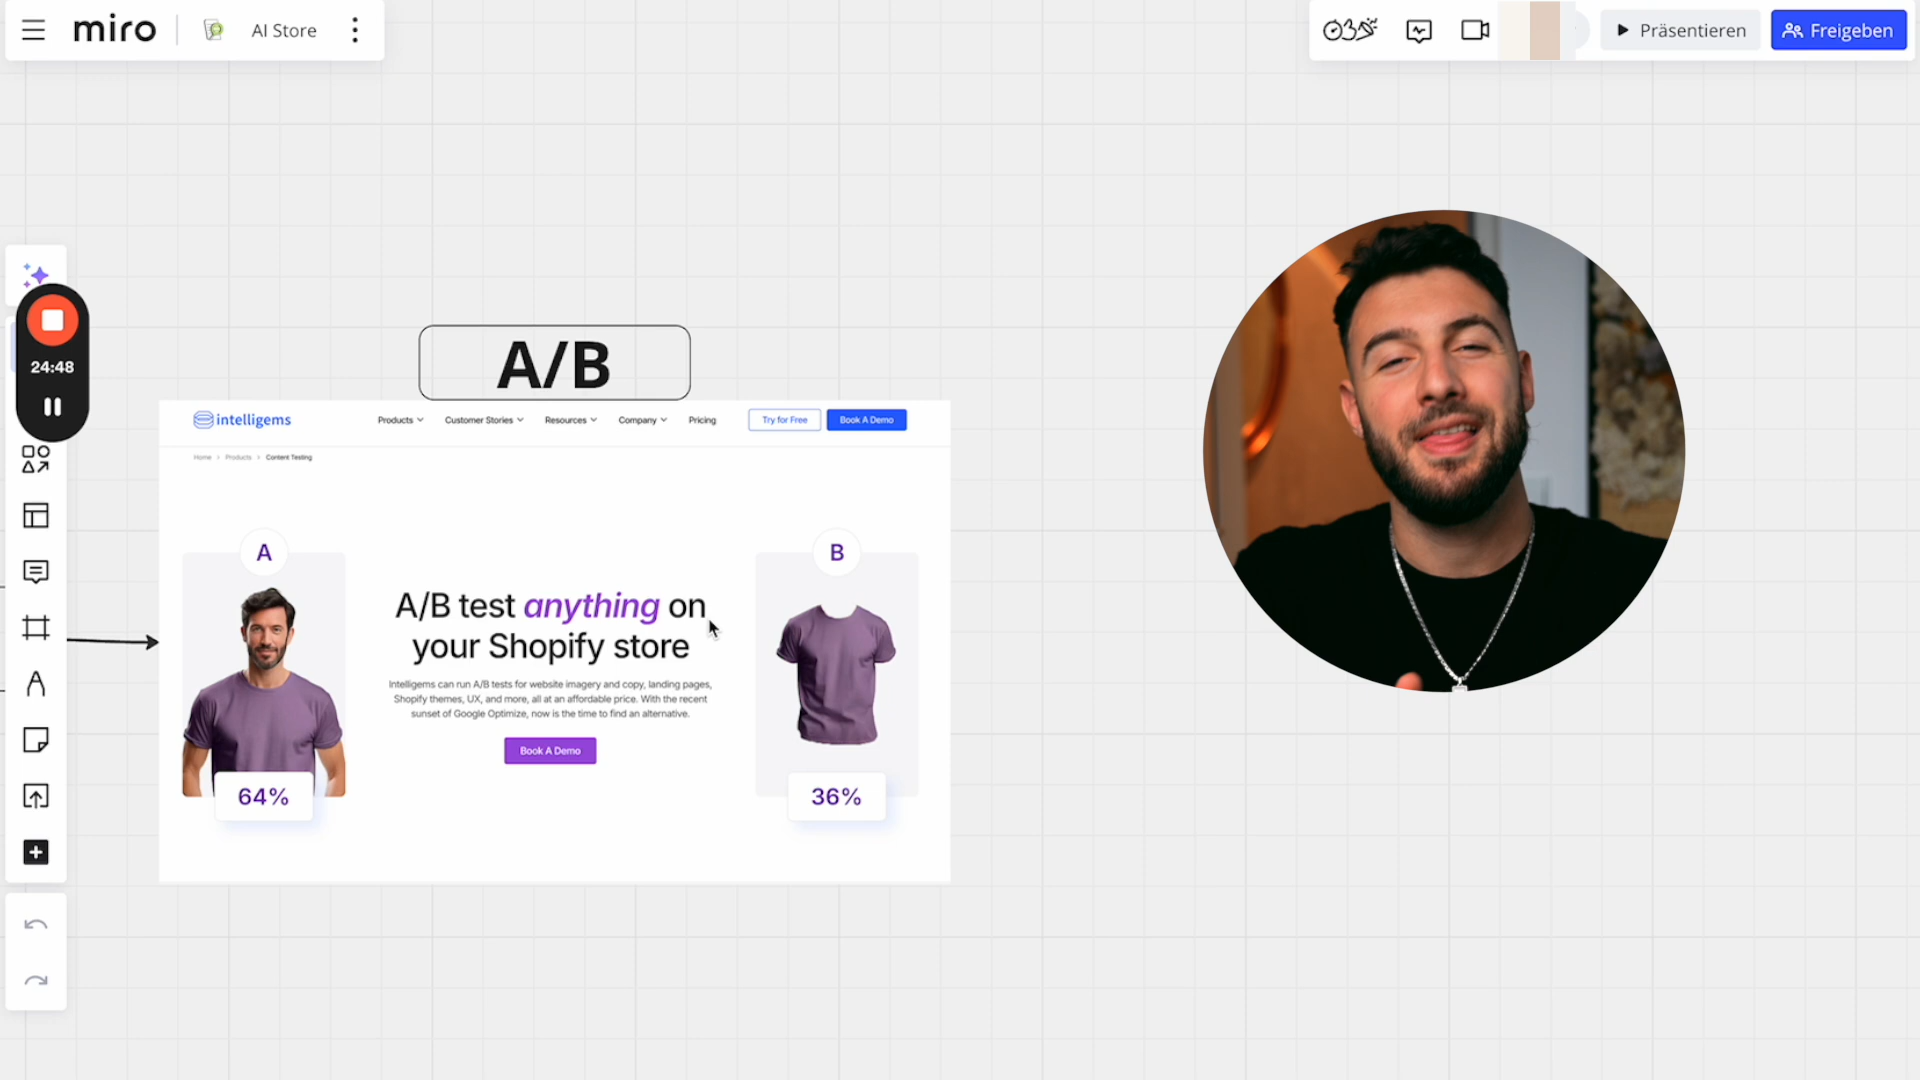 miro
AI Store
Präsentieren
Freigeben
24:48
A/B
intelligems
Products
Customer Stories
Resources
Company
Pricing
Try for Free
Book A Demo
Home > Products > Content Testing
A
B
A/B test anything on
your Shopify store
Intelligems can run A/B tests for website imagery and copy, landing pages,
Shopify themes, UX, and more, all at an affordable price. With the recent
sunset of Google Optimize, now is the time to find an alternative.
Book A Demo
64%
36%